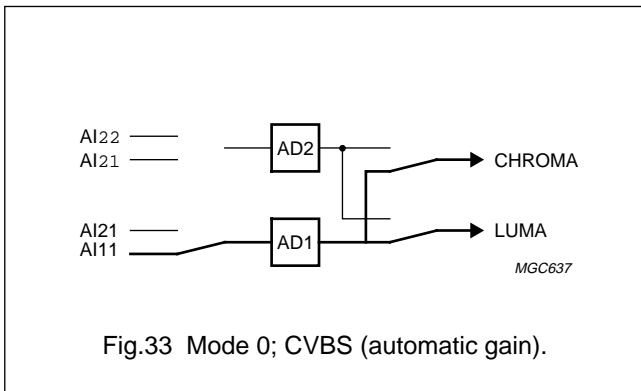 AI22
AI21
AD2
CHROMA
AI21
AI11
AD1
LUMA
MGC637
Fig.33 Mode 0; CVBS (automatic gain).